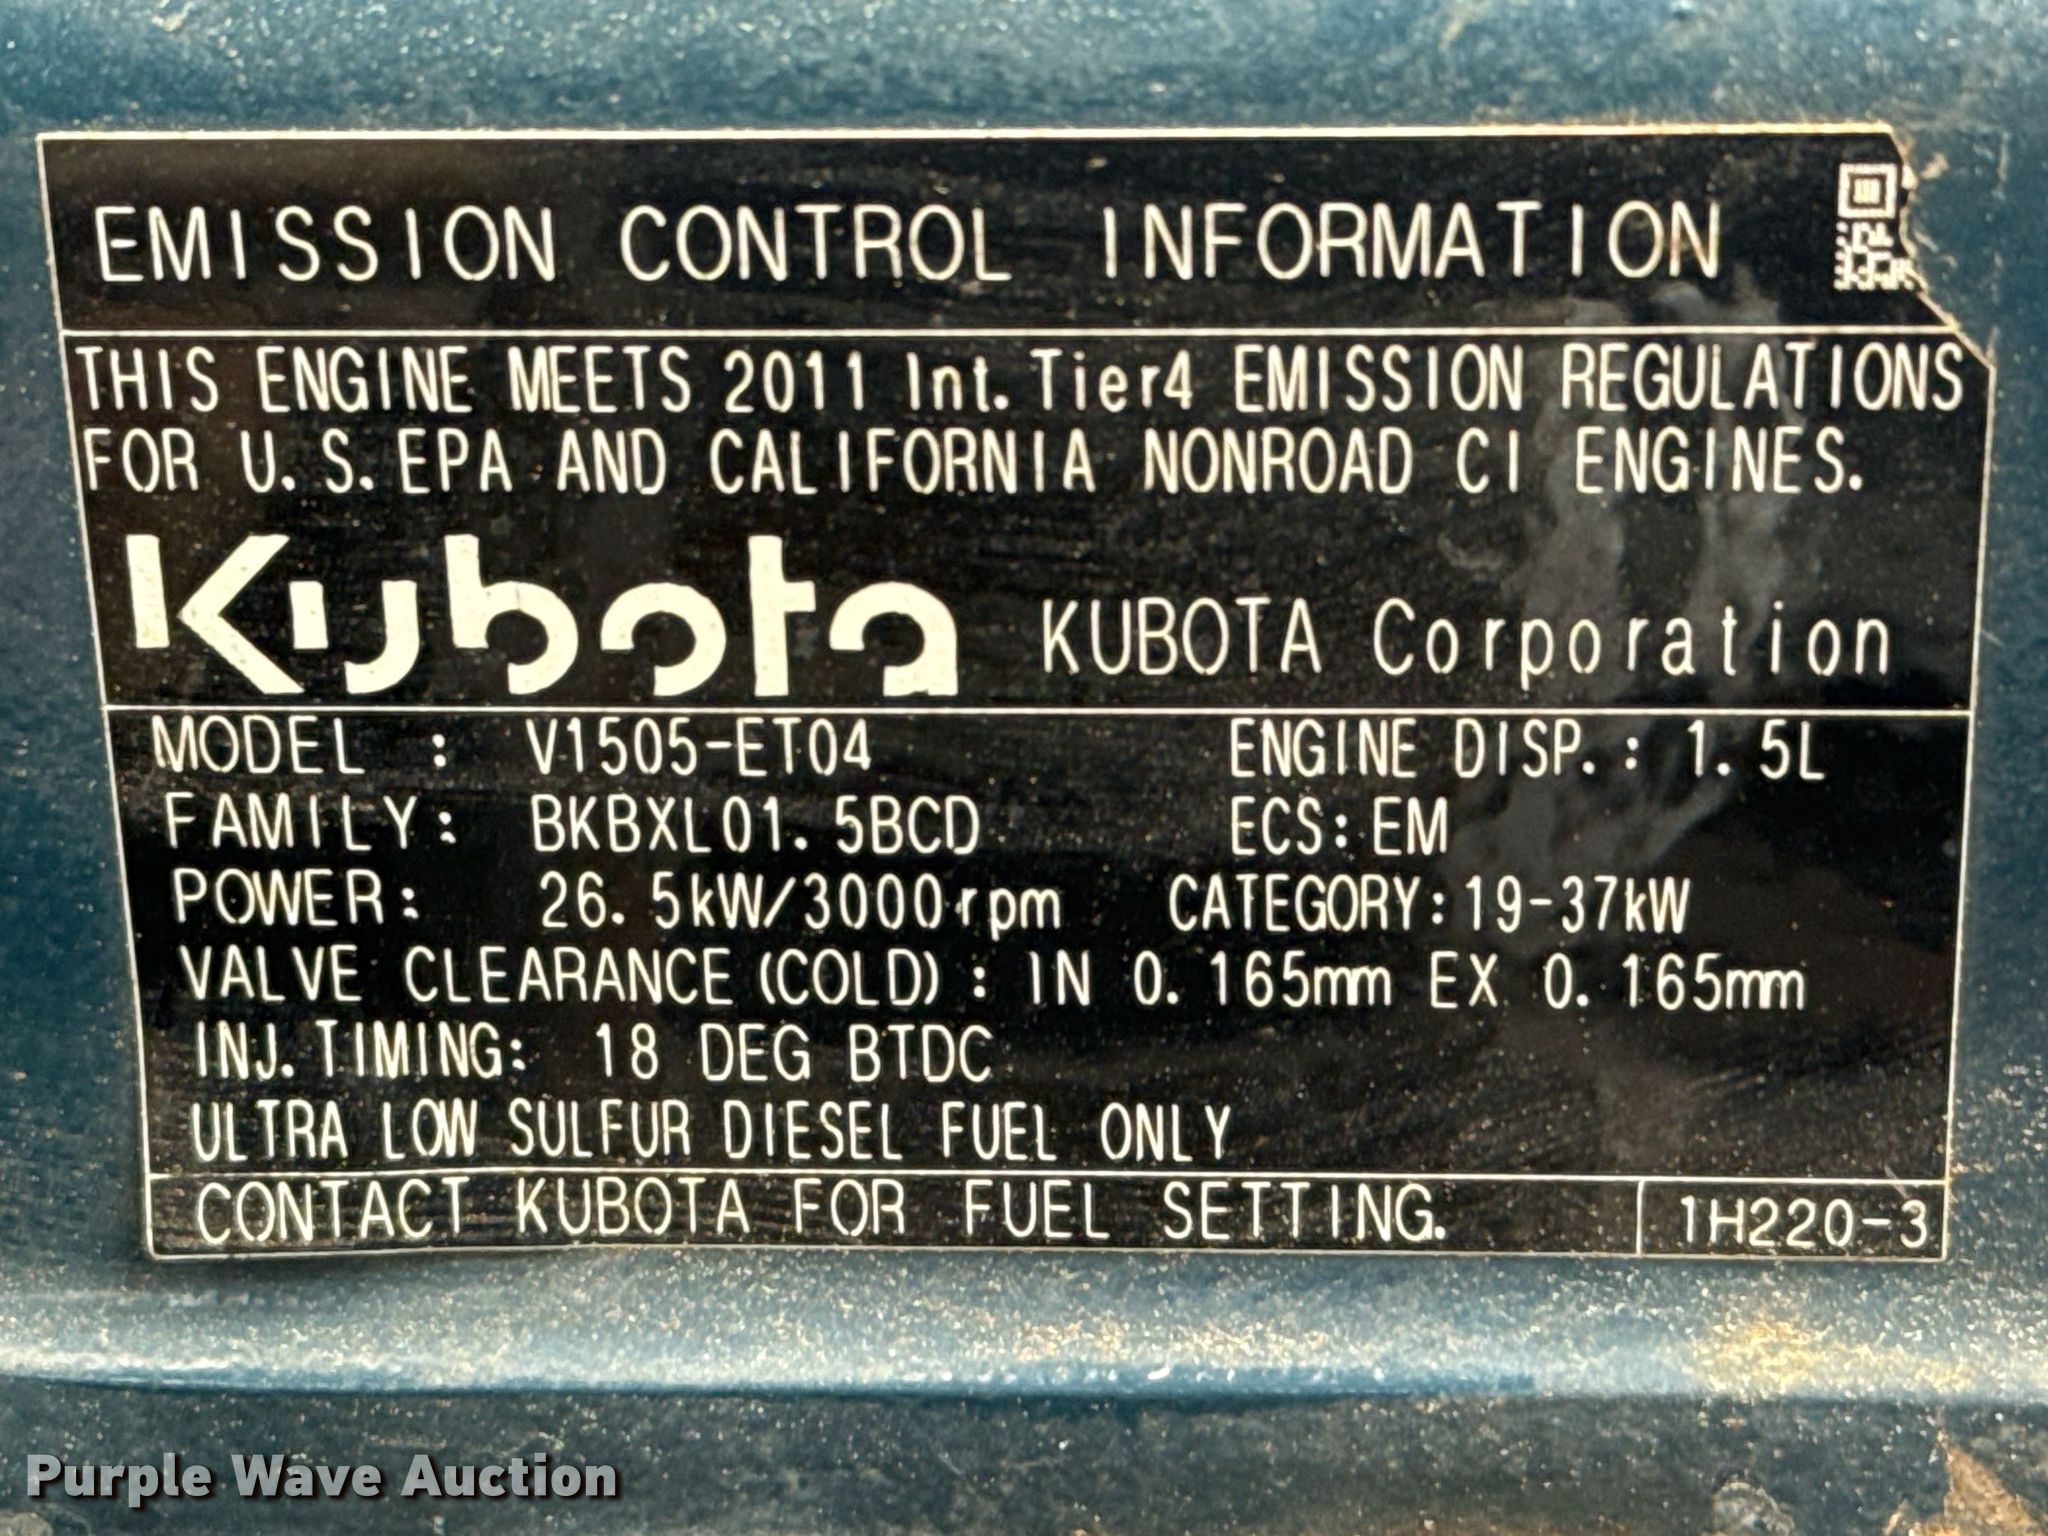 EMISSION CONTROL INFORMATION
THIS ENGINE MEETS 2011 Int. Tier4 EMISSION REGULATIONS
FOR U.S. EPA AND CALIFORNIA NONROAD CI ENGINES.
Kubota KUBOTA Corporation
MODEL : V1505-ET04 ENGINE DISP.: 1.5L
FAMILY: BKBXL01.5BCD ECS: EM
POWER: 26.5kW/3000rpm CATEGORY: 19-37kW
VALVE CLEARANCE (COLD) : IN 0.165mm EX 0.165mm
INJ. TIMING: 18 DEG BTDC
ULTRA LOW SULFUR DIESEL FUEL ONLY
CONTACT KUBOTA FOR FUEL SETTING. 1H220-3
Purple Wave Auction